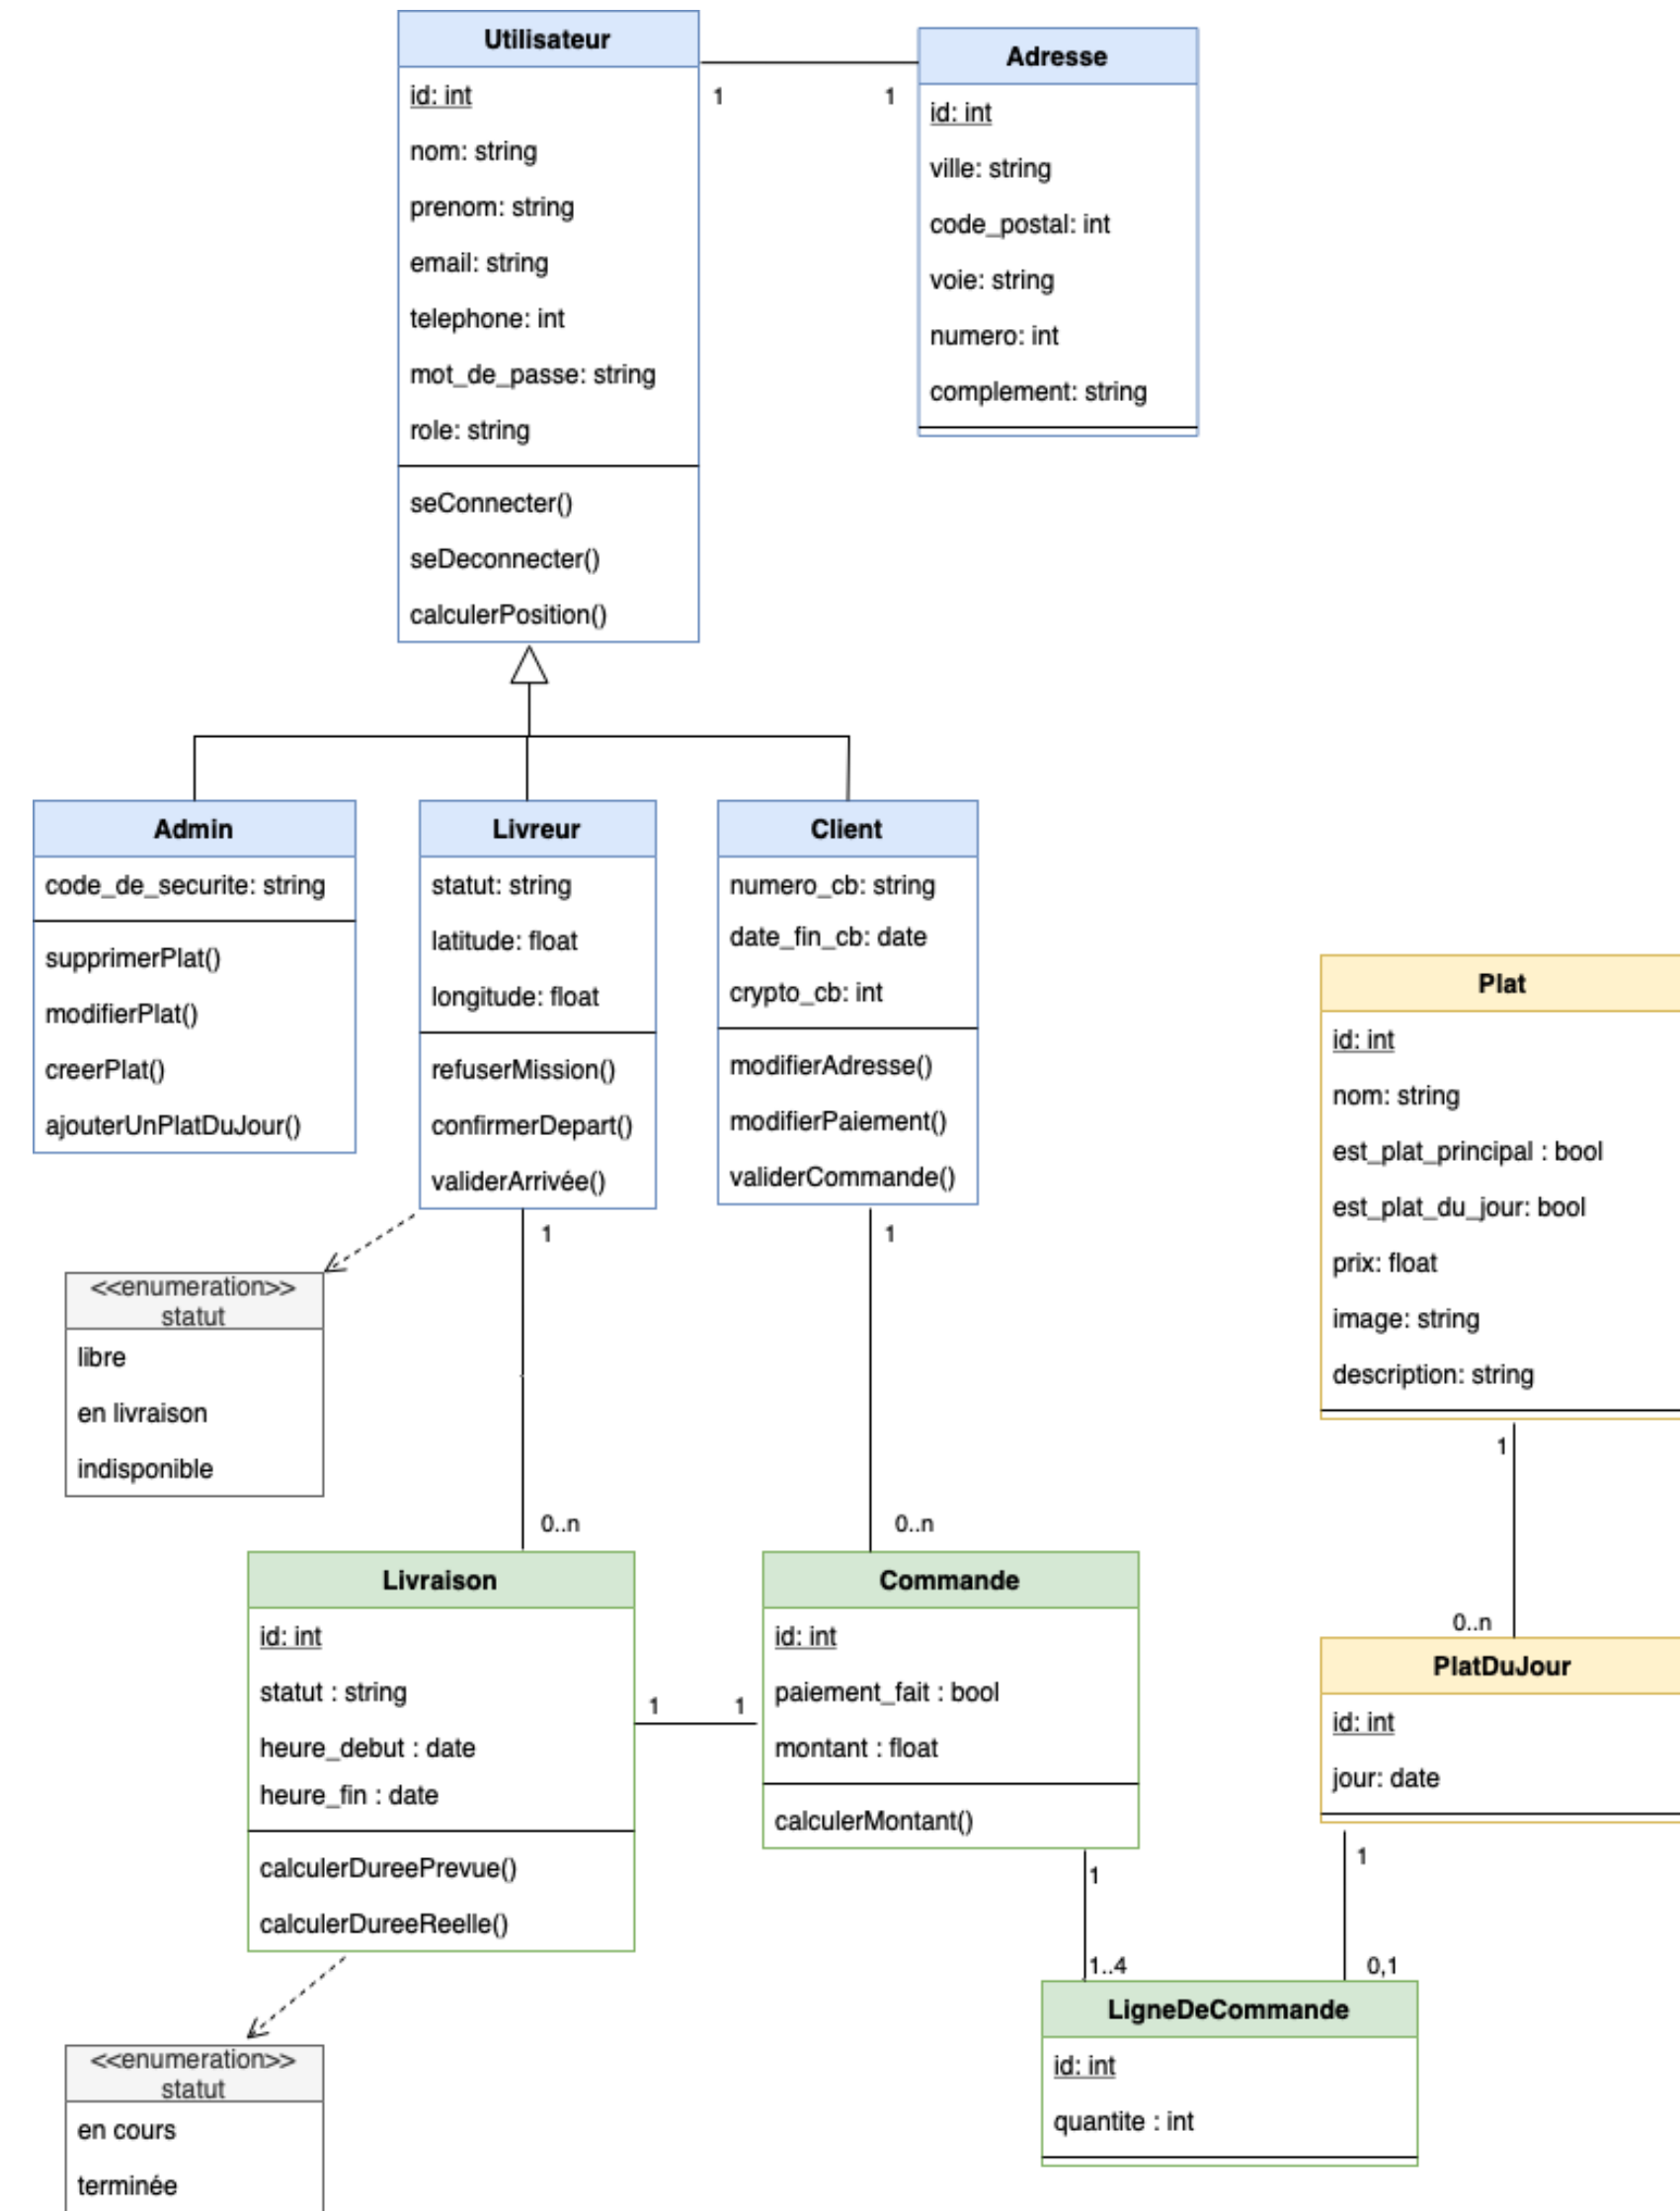 Utilisateur
id: int
nom: string
prenom: string
email: string
telephone: int
mot_de_passe: string
role: string
seConnecter()
seDeconnecter()
calculerPosition()
1
1
Adresse
id: int
ville: string
code_postal: int
voie: string
numero: int
complement: string
Admin
code_de_securite: string
supprimerPlat()
modifierPlat()
creerPlat()
ajouterUnPlatDuJour()
Livreur
statut: string
latitude: float
longitude: float
refuserMission()
confirmerDepart()
validerArrivée()
Client
numero_cb: string
date_fin_cb: date
crypto_cb: int
modifierAdresse()
modifierPaiement()
validerCommande()
Plat
id: int
nom: string
est_plat_principal : bool
est_plat_du_jour: bool
prix: float
image: string
description: string
1
1
<<enumeration>>
statut
libre
en livraison
indisponible
1
0..n
0..n
0..n
Livraison
id: int
statut : string
heure_debut : date
heure_fin : date
calculerDureePrevue()
calculerDureeReelle()
1
1
Commande
id: int
paiement_fait : bool
montant : float
calculerMontant()
PlatDuJour
id: int
jour: date
1
1
1..4
0,1
LigneDeCommande
id: int
quantite : int
<<enumeration>>
statut
en cours
terminée